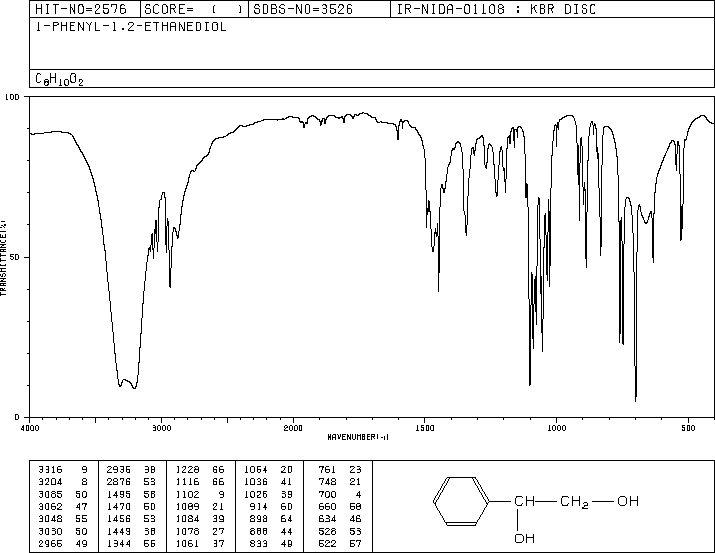 HIT-NO=2576 SCORE= ( ) SDBS-NO=3526 IR-NIDA-01108 : KBR DISC
1-PHENYL-1.2-ETHANEDIOL
C8H10O2
100
50
0
TRANSMITTANCE(%)
4000 3000 2000 1500 1000 500
WAVENUMBER(-1)
3316 9 2936 38 1228 66 1054 20 761 23
3204 8 2876 53 1116 66 1036 41 748 21
3085 50 1495 58 1102 9 1026 39 700 4
3062 47 1470 50 1089 21 914 60 660 58
3048 55 1456 53 1084 39 898 64 634 46
3030 50 1449 38 1078 27 888 44 528 53
2965 49 1344 55 1061 37 833 49 522 57
CH CH2 OH
OH